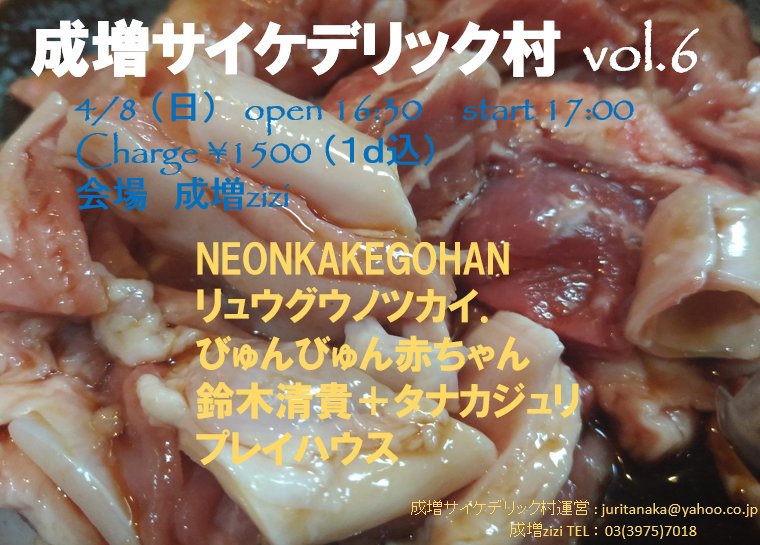 成増サイケデリック村 vol.6
4/8（日） open 16:30 start 17:00
Charge ¥1500（1d込）
会場 成増zizi
NEONKAKEGOHAN
リュウグウノツカイ.
びゅんびゅん赤ちゃん
鈴木清貴＋タナカジュリ
プレイハウス
成増サイケデリック村運営 : juritanaka@yahoo.co.jp
成増zizi TEL : 03(3975)7018